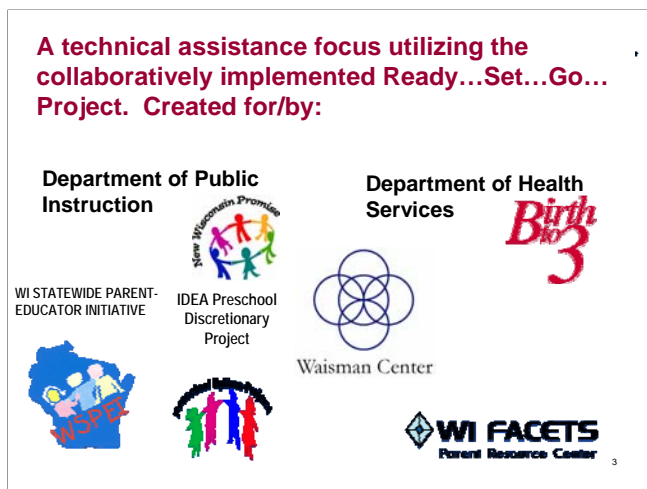 A technical assistance focus utilizing the
collaboratively implemented Ready…Set…Go…
Project.  Created for/by:
Department of Public
Instruction
New Wisconsin Promise
Department of Health
Services
Birth
to
3
WI STATEWIDE PARENT-
EDUCATOR INITIATIVE
IDEA Preschool
Discretionary
Project
Waisman Center
WSPEI
WI FACETS
Parent Resource Center
3